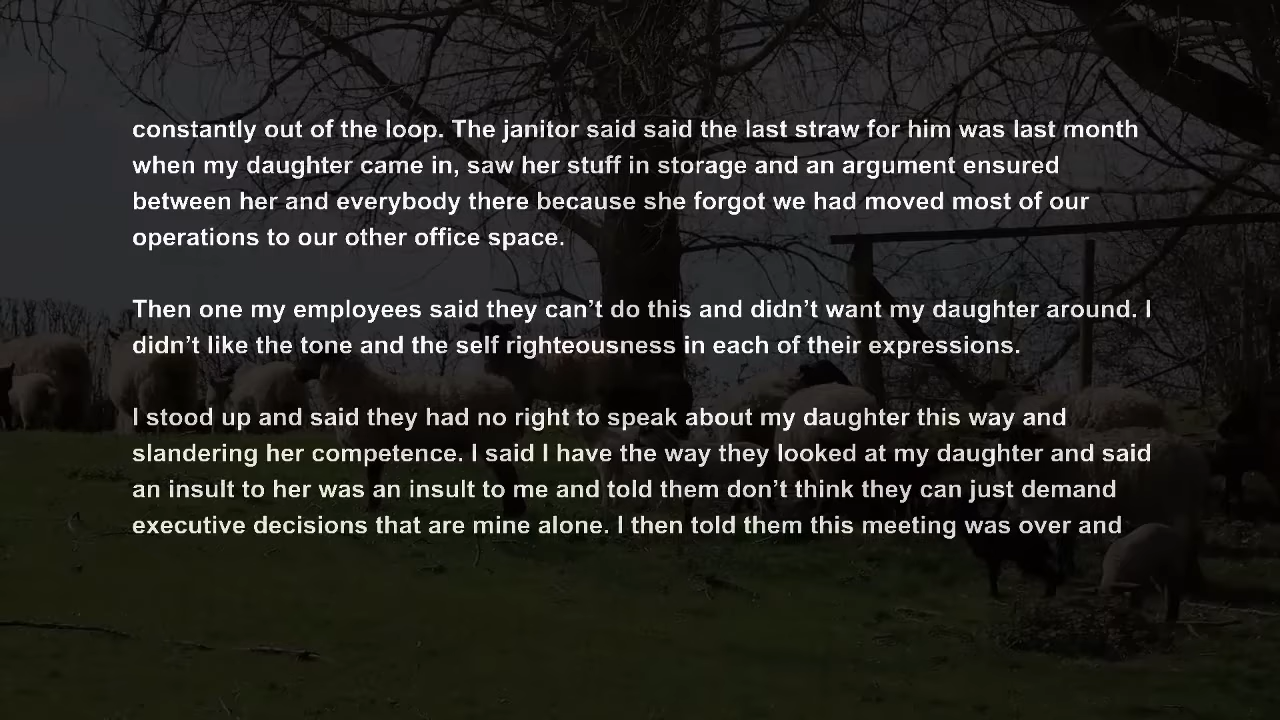 constantly out of the loop. The janitor said said the last straw for him was last month
when my daughter came in, saw her stuff in storage and an argument ensured
between her and everybody there because she forgot we had moved most of our
operations to our other office space.
Then one my employees said they can’t do this and didn’t want my daughter around. I
didn’t like the tone and the self righteousness in each of their expressions.
I stood up and said they had no right to speak about my daughter this way and
slandering her competence. I said I have the way they looked at my daughter and said
an insult to her was an insult to me and told them don’t think they can just demand
executive decisions that are mine alone. I then told them this meeting was over and